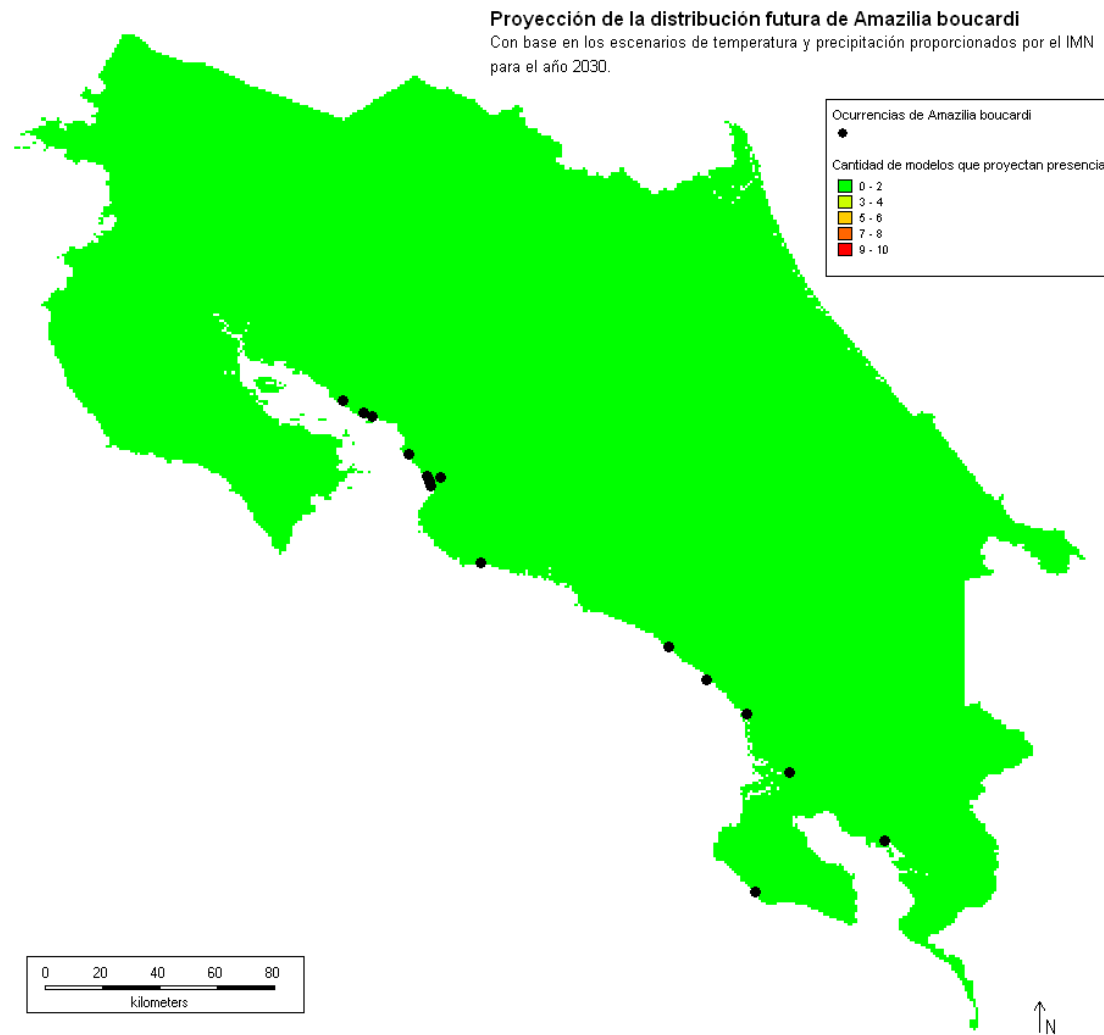 Proyección de la distribución futura de Amazilia boucardi
Con base en los escenarios de temperatura y precipitación proporcionados por el IMN
para el año 2030.
Ocurrencias de Amazilia boucardi
Cantidad de modelos que proyectan presencia
0 - 2
3 - 4
5 - 6
7 - 8
9 - 10
0 20 40 60 80
kilometers
N